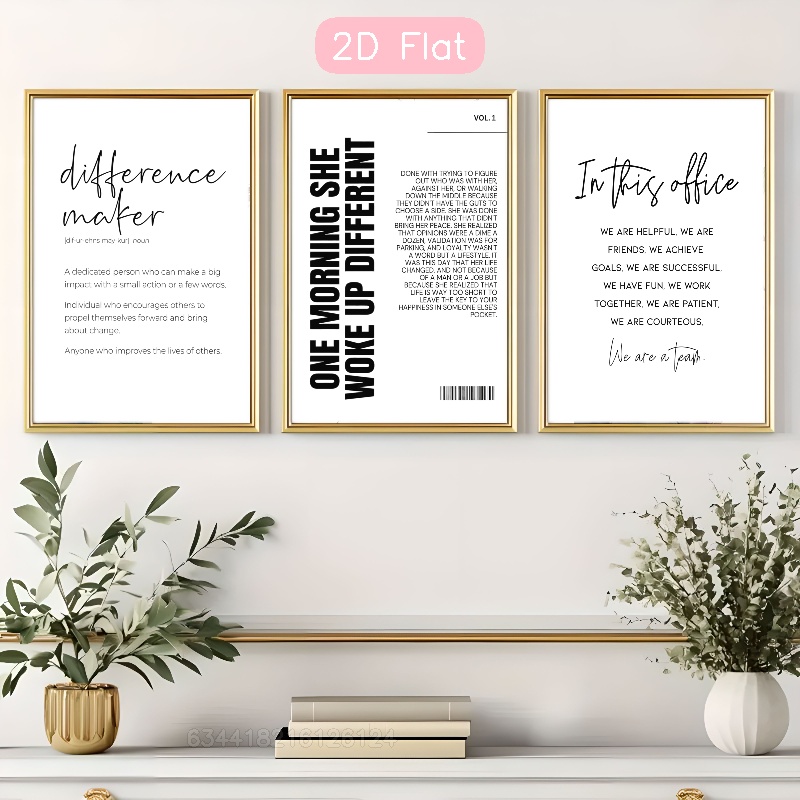 2D Flat
difference
maker
[dif·ur·ehns may·kur] noun
A dedicated person who can make a big
impact with a small action or a few words.
Individual who encourages others to
propel themselves forward and bring
about change.
Anyone who improves the lives of others.
ONE MORNING SHE
WOKE UP DIFFERENT
VOL. 1
DONE WITH TRYING TO FIGURE
OUT WHO WAS WITH HER,
AGAINST HER, OR WALKING
DOWN THE MIDDLE BECAUSE
THEY DIDN'T HAVE THE GUTS TO
CHOOSE A SIDE. SHE WAS DONE
WITH ANYTHING THAT DIDN'T
BRING HER PEACE. SHE REALIZED
THAT OPINIONS WERE A DIME A
DOZEN, VALIDATION WAS FOR
PARKING, AND LOYALTY WASN'T
A WORD BUT A LIFESTYLE. IT
WAS THIS DAY THAT HER LIFE
CHANGED. AND NOT BECAUSE
OF A MAN OR A JOB BUT
BECAUSE SHE REALIZED THAT
LIFE IS WAY TOO SHORT TO
LEAVE THE KEY TO YOUR
HAPPINESS IN SOMEONE ELSE'S
POCKET.
In this office
WE ARE HELPFUL, WE ARE
FRIENDS, WE ACHIEVE
GOALS, WE ARE SUCCESSFUL,
WE HAVE FUN, WE WORK
TOGETHER, WE ARE PATIENT,
WE ARE COURTEOUS,
We are a team.
634418216126124